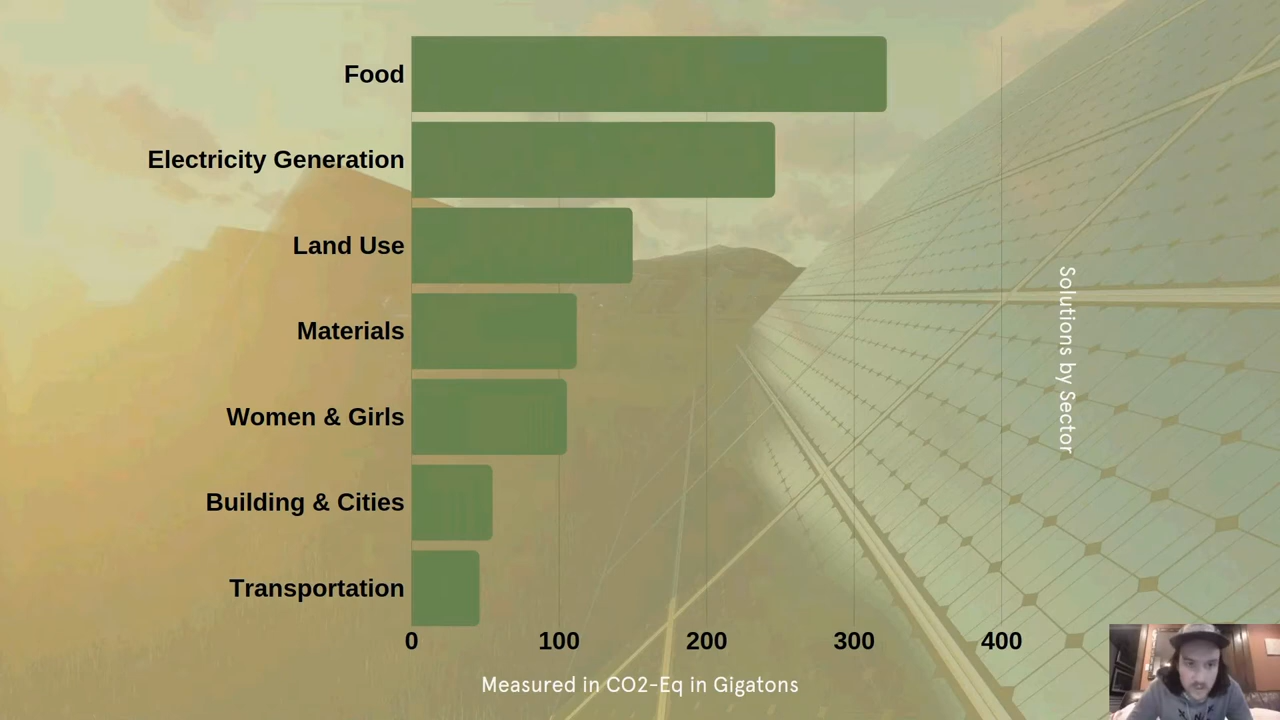 Food
Electricity Generation
Land Use
Materials
Women & Girls
Building & Cities
Transportation
0 100 200 300 400
Measured in CO2-Eq in Gigatons
Solutions by Sector